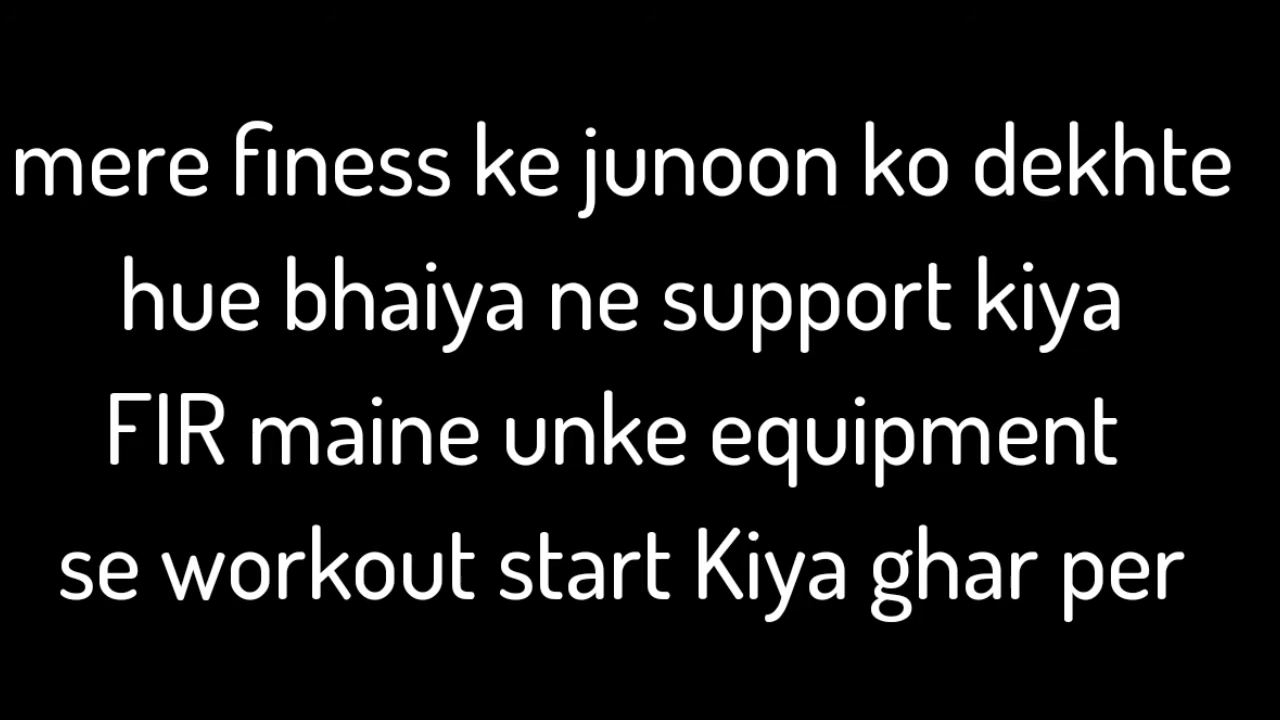 mere finess ke junoon ko dekhte
hue bhaiya ne support kiya
FIR maine unke equipment
se workout start Kiya ghar per